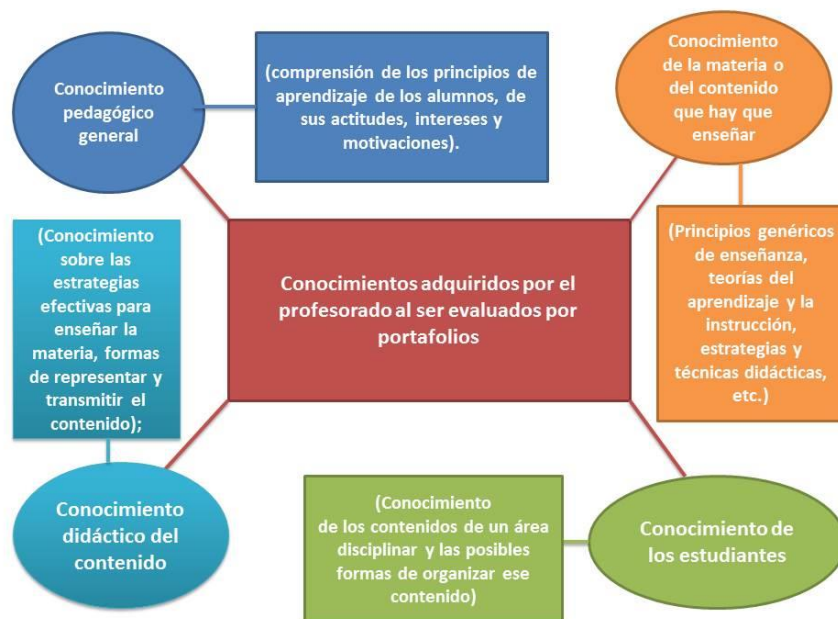 Conocimiento
pedagógico
general
(comprensión de los principios de
aprendizaje de los alumnos, de
sus actitudes, intereses y
motivaciones).
Conocimiento
de la materia o
del contenido
que hay que
enseñar
(Conocimiento
sobre las
estrategias
efectivas para
enseñar la
materia, formas
de representar y
transmitir el
contenido);
Conocimientos adquiridos por el
profesorado al ser evaluados por
portafolios
(Principios genéricos
de enseñanza,
teorías del
aprendizaje y la
instrucción,
estrategias y
técnicas didácticas,
etc.)
Conocimiento
didáctico del
contenido
(Conocimiento
de los contenidos de un área
disciplinar y las posibles
formas de organizar ese
contenido)
Conocimiento de
los estudiantes